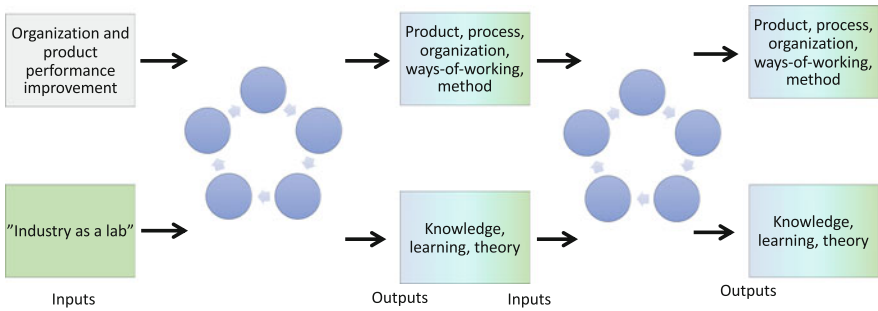 Organization and
product
performance
improvement
Product, process,
organization,
ways-of-working,
method
Product, process,
organization,
ways-of-working,
method
"Industry as a lab"
Knowledge,
learning, theory
Knowledge,
learning, theory
Inputs
Outputs
Inputs
Outputs